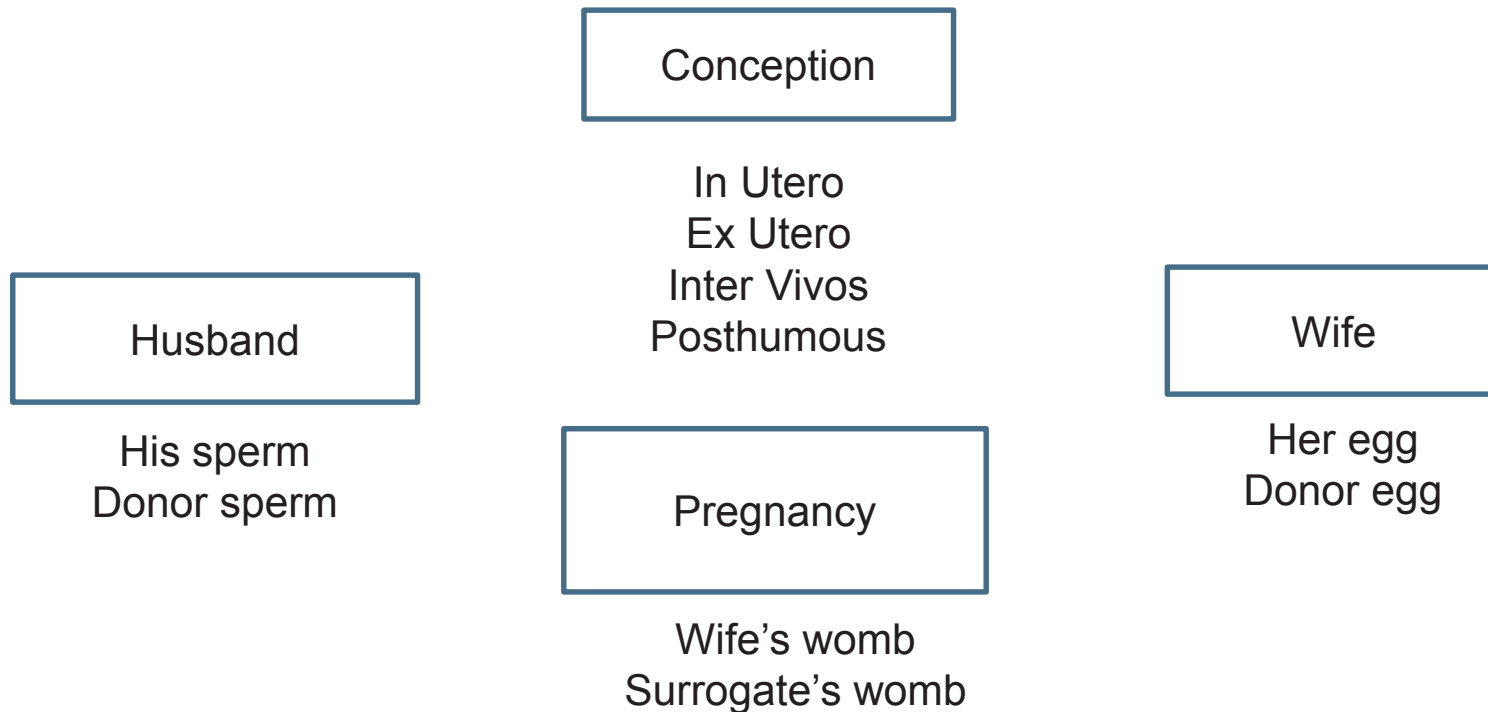 Conception
In Utero
Ex Utero
Inter Vivos
Posthumous
Husband
His sperm
Donor sperm
Wife
Her egg
Donor egg
Pregnancy
Wife’s womb
Surrogate’s womb